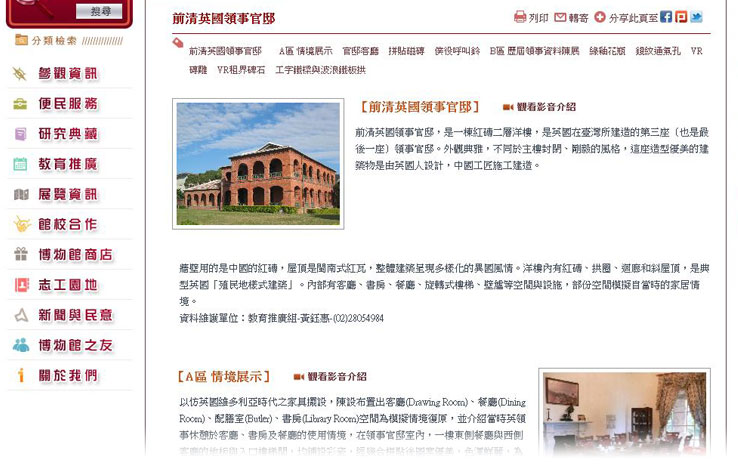 搜尋
分類檢索
參觀資訊
便民服務
研究典藏
教育推廣
展覽資訊
館校合作
博物館商店
志工園地
新聞與民意
博物館之友
關於我們
前清英國領事官邸
列印 轉寄 分享此頁至
前清英國領事官邸 A區 情境展示 官邸客廳 拼貼磁磚 僕役呼叫鈴 B區 歷屆領事資料陳展 綠釉花瓶 銀紋通氣孔 VR
磚雕 VR租界碑石 工字鐵樑與波浪鐵板拱
【前清英國領事官邸】 觀看影音介紹
前清英國領事官邸，是一棟紅磚二層洋樓，是英國在臺灣所建造的第三座（也是最
後一座）領事官邸。外觀典雅，不同於主樓封閉、剛毅的風格，這座造型優美的建
築物是由英國人設計，中國工匠施工建造。
牆壁用的是中國的紅磚，屋頂是閩南式紅瓦，整體建築呈現多樣化的異國風情。洋樓內有紅磚、拱圈、迴廊和斜屋頂，是典
型英國「殖民地樣式建築」。內部有客廳、書房、餐廳、旋轉式樓梯、壁爐等空間與設施，部份空間模擬自當時的家居情
境。
資料維護單位：教育推廣組-黃鈺惠-(02)28054984
【A區 情境展示】 觀看影音介紹
以仿英國維多利亞時代之家具擺設，陳設布置出客廳(Drawing Room)、餐廳(Dining
Room)、配膳室(Butler)、書房(Library Room)空間為模擬情境復原，並介紹當時英領
事休憩於客廳、書房及餐廳的使用情境，在領事官邸室內，一樓東側餐廳與西側